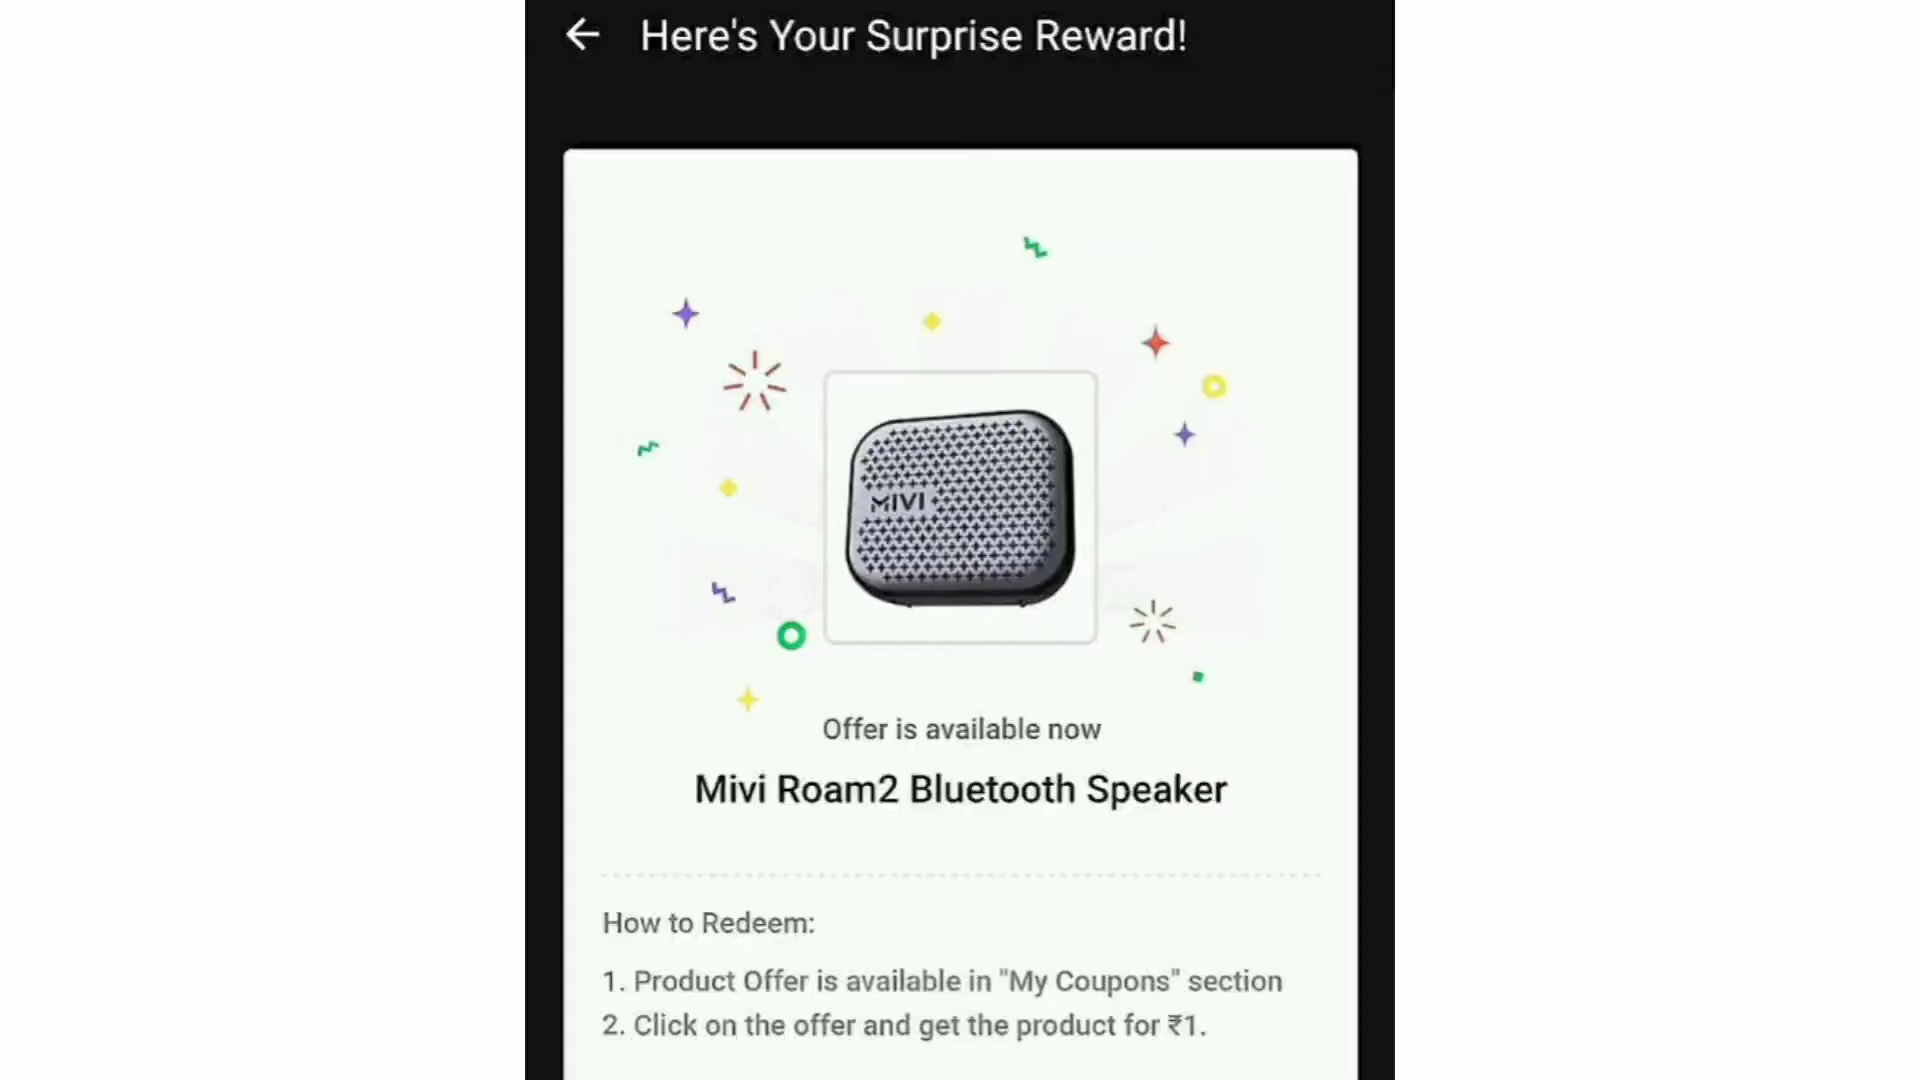 Here's Your Surprise Reward!
MIVI
Offer is available now
Mivi Roam2 Bluetooth Speaker
How to Redeem:
1. Product Offer is available in "My Coupons" section
2. Click on the offer and get the product for ₹1.